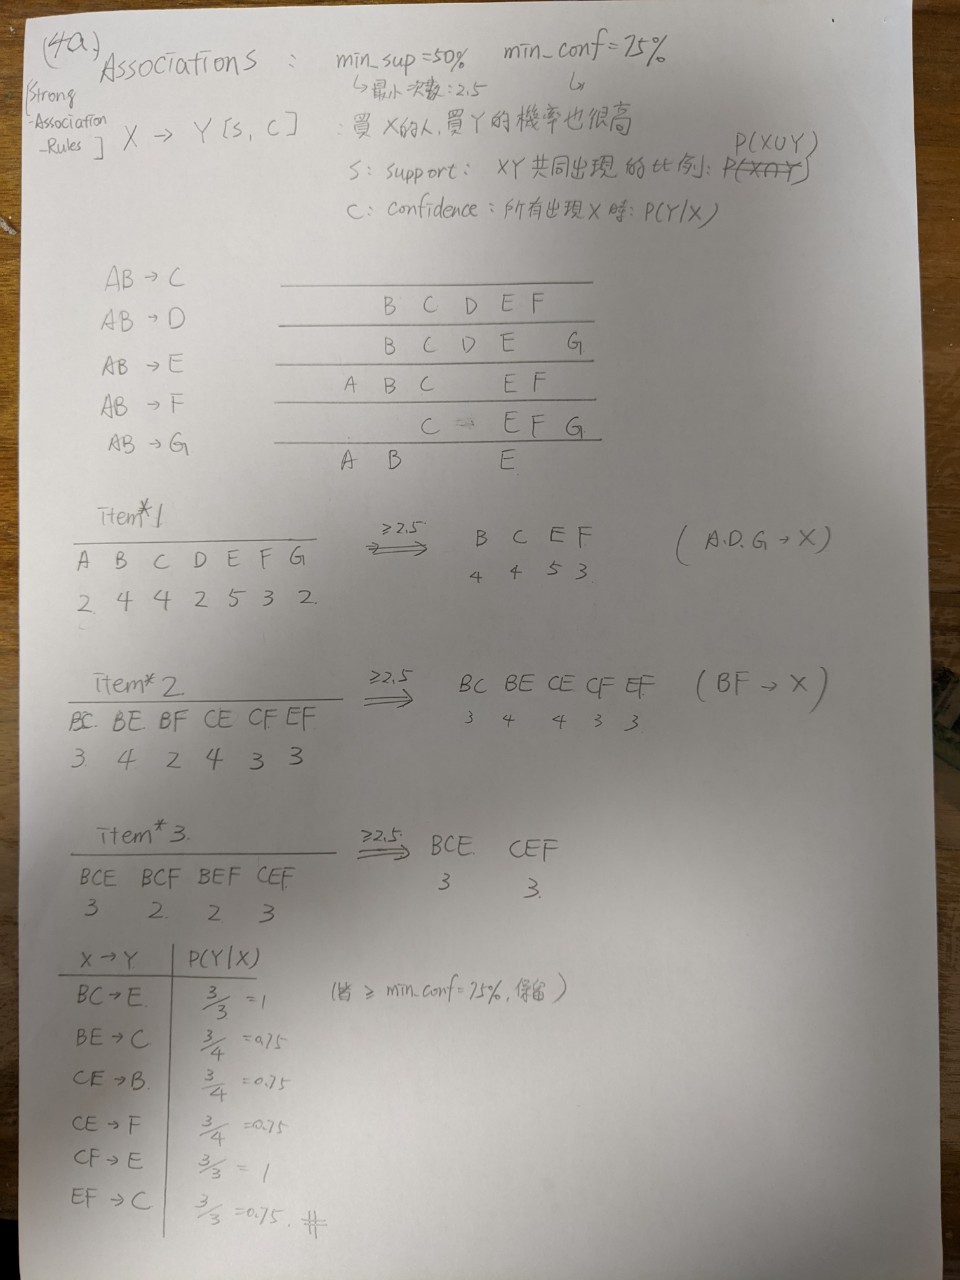 (4a.)
Associations : min_sup=50% min_conf=75%
↳最小次數:2.5 ↳
[Strong
-Association
-Rules ]
X → Y [S, C] : 買X的人,買Y的機率也很高
P(X∪Y)
S: support: XY共同出現的比例: P(X∩Y)
C: confidence: 所有出現X時: P(Y|X)
AB → C
AB → D
AB → E
AB → F
AB → G
B C D E F
B C D E G
A B C E F
C E F G
A B E
item*1 ≥2.5
A B C D E F G ⇒ B C E F (A.D.G → X)
2 4 4 2 5 3 2. 4 4 5 3
item*2 ≥2.5
BC BE BF CE CF EF ⇒ BC BE CE CF EF (BF → X)
3 4 2 4 3 3 3 4 4 3 3
item*3. ≥2.5
⇒ BCE CEF
BCE BCF BEF CEF 3 3.
3 2. 2 3
X→Y P(Y|X)
BC→E. 3/3 =1 (皆 ≥ min_conf=75%, 保留)
BE→C 3/4 =0.75
CE→B. 3/4 =0.75
CE→F 3/4 =0.75
CF→E 3/3 = 1
EF→C 3/3 =0.75. #